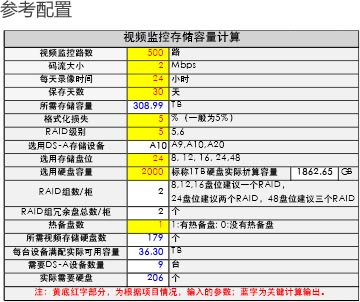 参考配置
视频监控存储容量计算
视频监控路数 500 路
码流大小 2 Mbps
每天录像时间 24 小时
保存天数 30 天
所需存储容量 308.99 TB
格式化损失 5 %（一般为5%）
RAID级别 5 5,6
选用DS-A存储设备 A10 A9,A10,A20
选用存储盘位 24 8, 12, 16, 24,48
选用硬盘容量 2000 标称1TB硬盘实际折算容量 1862.65 GB
RAID组数/柜 2 8,12,16盘位建议一个RAID，
24盘位建议两个RAID，48盘位建议三个RAID
RAID组冗余盘总数/柜 2 个
热备盘数 1 1:有热备盘; 0:没有热备盘
所需视频存储硬盘数 179 个
每台设备满配实际可用容量 36.30 TB
需要DS-A设备数量 9 台
实际需要硬盘 206 个
注：黄底红字部分，为根据项目情况，输入的参数；蓝字为关键计算输出。